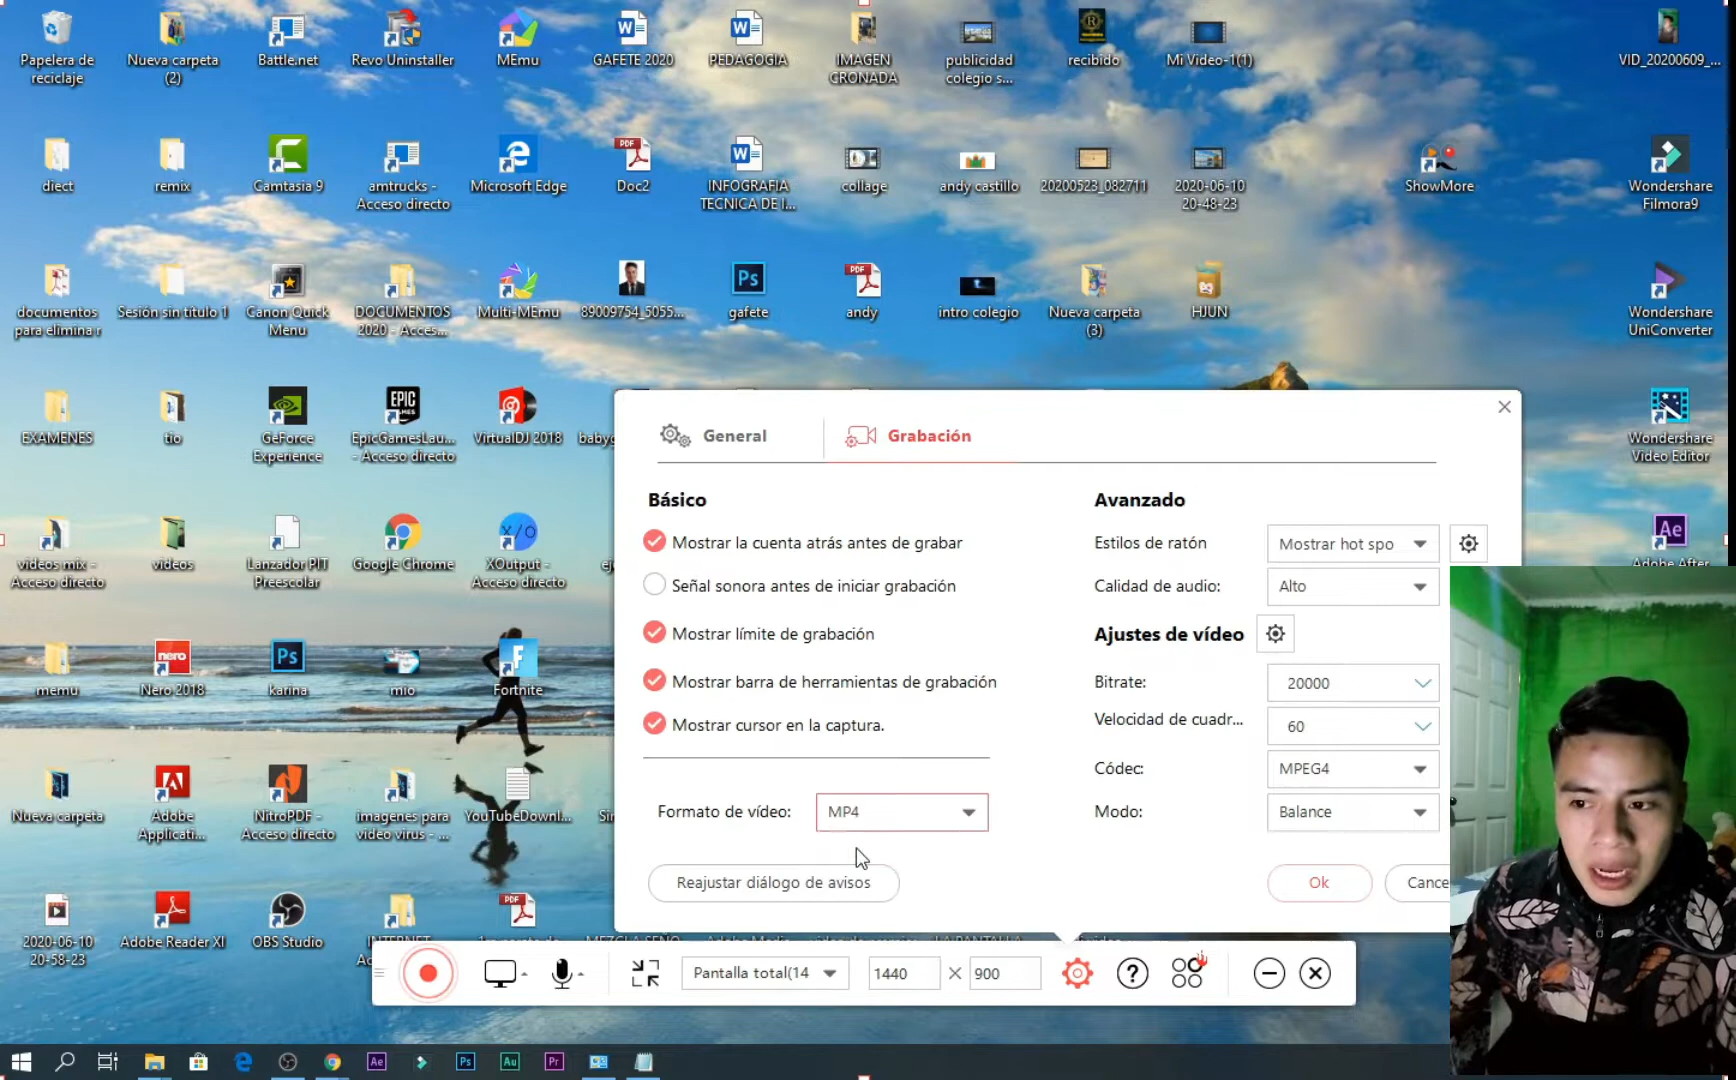 Papelera de
reciclaje
Nueva carpeta
(2)
Battle.net
Revo Uninstaller
MEmu
GAFETE 2020
PEDAGOGIA
IMAGEN
CRONADA
publicidad
colegio s...
recibido
Mi Video-1(1)
VID_20200609_...
diect
remix
Camtasia 9
amtrucks -
Acceso directo
Microsoft Edge
Doc2
INFOGRAFIA
TECNICA DE I...
collage
andy castillo
20200523_082711
2020-06-10
20-48-23
ShowMore
Wondershare
Filmora9
documentos
para elimina r
Sesión sin título 1
Canon Quick
Menu
DOCUMENTOS
2020 - Acces...
Multi-MEmu
89009754_5055...
gafete
andy
intro colegio
Nueva carpeta
(3)
HJUN
Wondershare
UniConverter
EXAMENES
tio
GeForce
Experience
EpicGamesLau...
- Acceso directo
VirtualDJ 2018
Wondershare
Video Editor
videos mix -
Acceso directo
videos
Lanzador PIT
Preescolar
Google Chrome
XOutput -
Acceso directo
Adobe After
memu
Nero 2018
karina
mio
Fortnite
Nueva carpeta
Adobe
Applicati...
NitroPDF -
Acceso directo
imagenes para
video virus - ...
YouTubeDownl...
2020-06-10
20-58-23
Adobe Reader XI
OBS Studio
General
Grabación
Básico
Mostrar la cuenta atrás antes de grabar
Señal sonora antes de iniciar grabación
Mostrar límite de grabación
Mostrar barra de herramientas de grabación
Mostrar cursor en la captura.
Formato de vídeo: MP4
Reajustar diálogo de avisos
Avanzado
Estilos de ratón Mostrar hot spo
Calidad de audio: Alto
Ajustes de vídeo
Bitrate: 20000
Velocidad de cuadr... 60
Códec: MPEG4
Modo: Balance
Ok
Cance
Pantalla total(14
1440 × 900